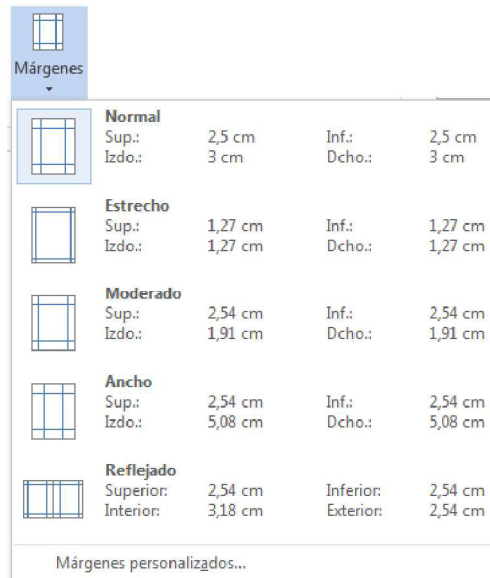 Márgenes
Normal
Sup.: 2,5 cm Inf.: 2,5 cm
Izdo.: 3 cm Dcho.: 3 cm
Estrecho
Sup.: 1,27 cm Inf.: 1,27 cm
Izdo.: 1,27 cm Dcho.: 1,27 cm
Moderado
Sup.: 2,54 cm Inf.: 2,54 cm
Izdo.: 1,91 cm Dcho.: 1,91 cm
Ancho
Sup.: 2,54 cm Inf.: 2,54 cm
Izdo.: 5,08 cm Dcho.: 5,08 cm
Reflejado
Superior: 2,54 cm Inferior: 2,54 cm
Interior: 3,18 cm Exterior: 2,54 cm
Márgenes personalizados...